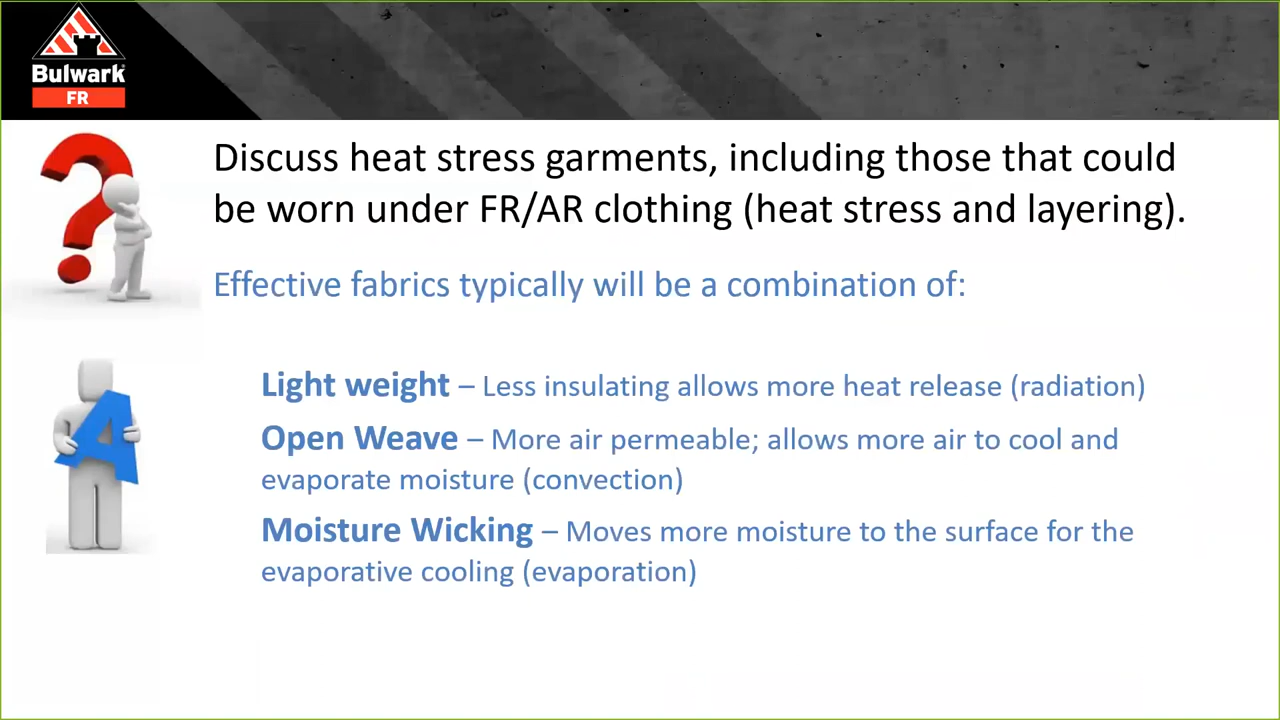 Bulwark
FR
Discuss heat stress garments, including those that could
be worn under FR/AR clothing (heat stress and layering).
Effective fabrics typically will be a combination of:
Light weight – Less insulating allows more heat release (radiation)
Open Weave – More air permeable; allows more air to cool and
evaporate moisture (convection)
Moisture Wicking – Moves more moisture to the surface for the
evaporative cooling (evaporation)